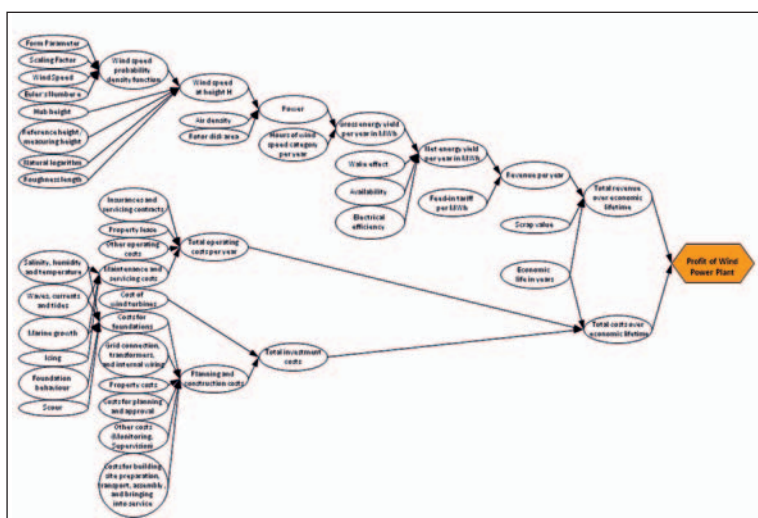 Form Parameter
Scaling Factor
Wind Speed
Euler's Number e
Hub height
Reference height/
measuring height
Natural logarithm
Roughness length
Wind speed
probability
density function
Wind speed
at height H
Air density
Rotor disk area
Power
Hours of wind
speed category
per year
Gross energy yield
per year in MWh
Wake effect
Availability
Electrical
efficiency
Net energy yield
per year in MWh
Feed-in tariff
per MWh
Revenue per year
Scrap value
Total revenue
over economic
lifetime
Economic
life in years
Profit of Wind
Power Plant
Total costs over
economic lifetime
Insurances and
servicing contracts
Property lease
Other operating
costs
Maintenance and
servicing costs
Total operating
costs per year
Salinity, humidity
and temperature
Waves, currents
and tides
Marine growth
Icing
Foundation
behaviour
Scour
Cost of
wind turbines
Costs for
foundations
Grid connection,
transformers,
and internal wiring
Property costs
Costs for planning
and approval
Other costs
(Monitoring,
Supervision)
Costs for building
site preparation,
transport, assembly,
and bringing
into service
Planning and
construction costs
Total investment
costs